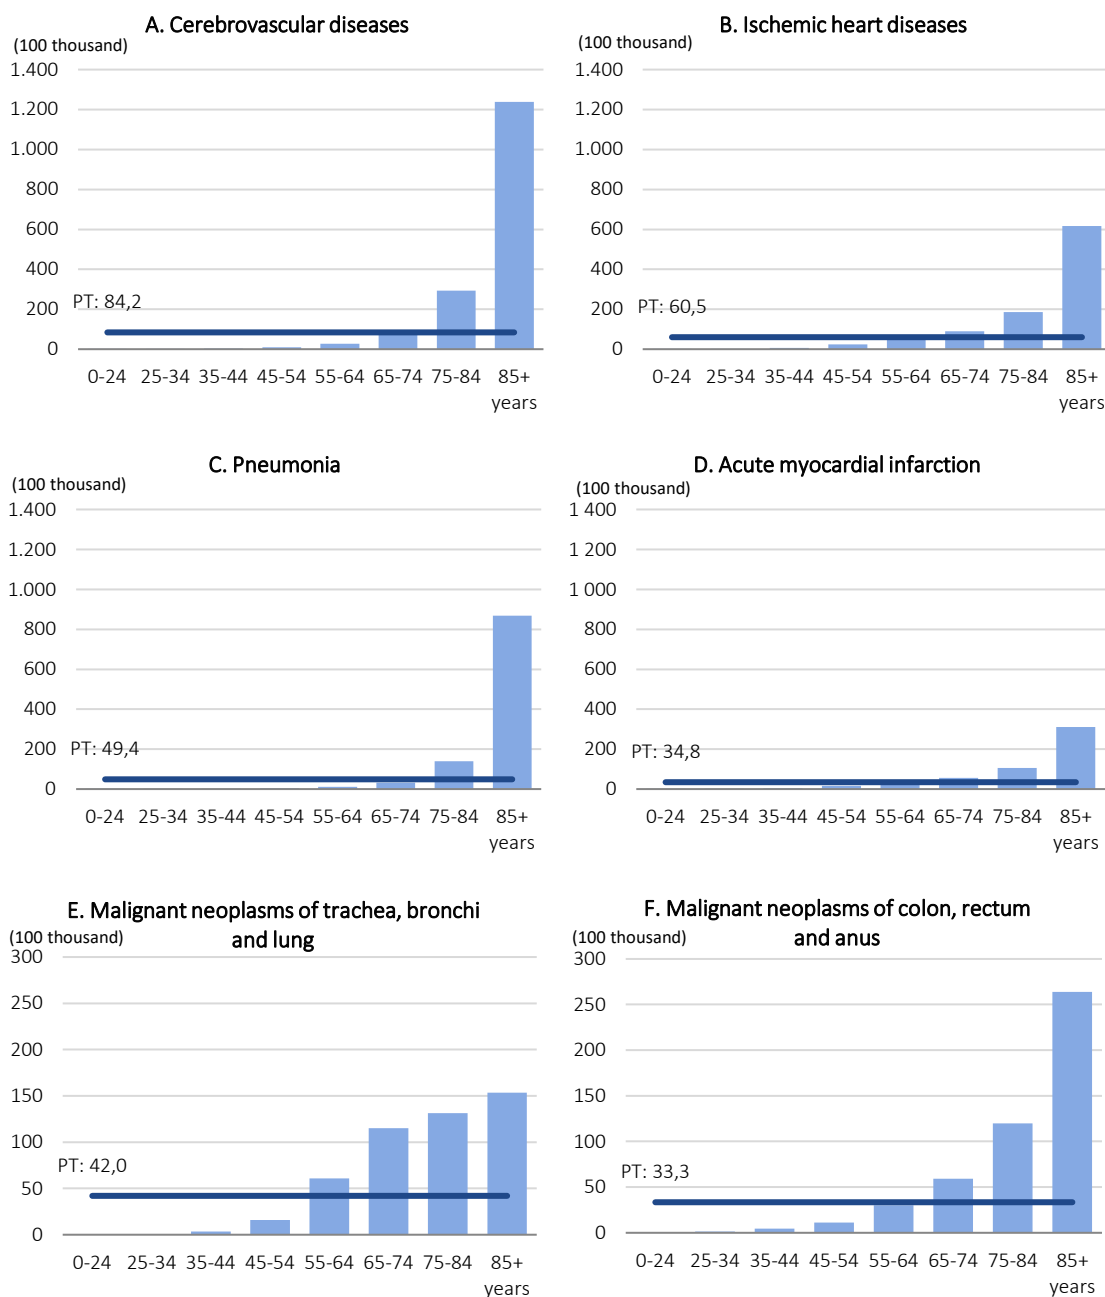 A. Cerebrovascular diseases
(100 thousand)
1.400
1.200
1.000
800
600
400
200
0
PT: 84,2
0-24 25-34 35-44 45-54 55-64 65-74 75-84 85+
years
B. Ischemic heart diseases
(100 thousand)
1.400
1.200
1.000
800
600
400
200
0
PT: 60,5
0-24 25-34 35-44 45-54 55-64 65-74 75-84 85+
years
C. Pneumonia
(100 thousand)
1.400
1.200
1.000
800
600
400
200
0
PT: 49,4
0-24 25-34 35-44 45-54 55-64 65-74 75-84 85+
years
D. Acute myocardial infarction
(100 thousand)
1 400
1 200
1 000
800
600
400
200
0
PT: 34,8
0-24 25-34 35-44 45-54 55-64 65-74 75-84 85+
years
E. Malignant neoplasms of trachea, bronchi
and lung
(100 thousand)
300
250
200
150
100
50
0
PT: 42,0
0-24 25-34 35-44 45-54 55-64 65-74 75-84 85+
years
F. Malignant neoplasms of colon, rectum
and anus
(100 thousand)
300
250
200
150
100
50
0
PT: 33,3
0-24 25-34 35-44 45-54 55-64 65-74 75-84 85+
years